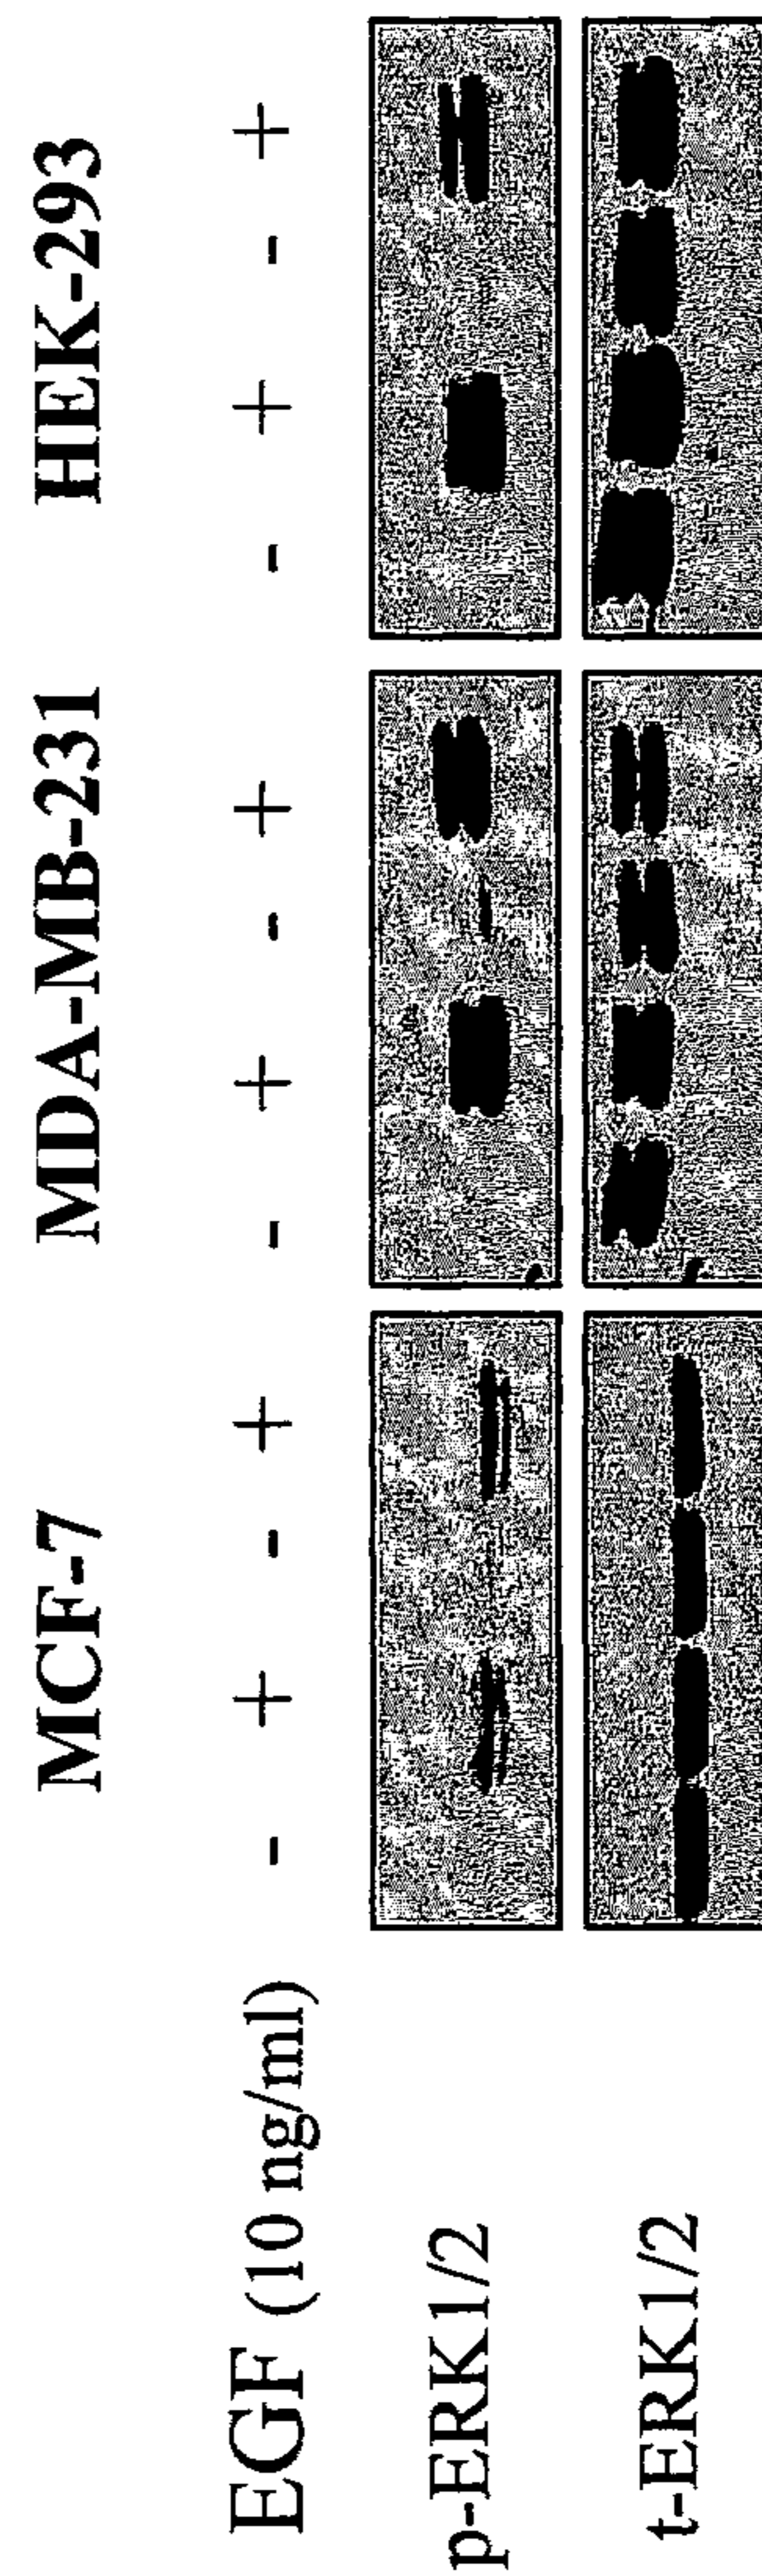 MCF-7 MDA-MB-231 HEK-293
EGF (10 ng/ml) - + - + - + - + - + - +
p-ERK1/2
t-ERK1/2